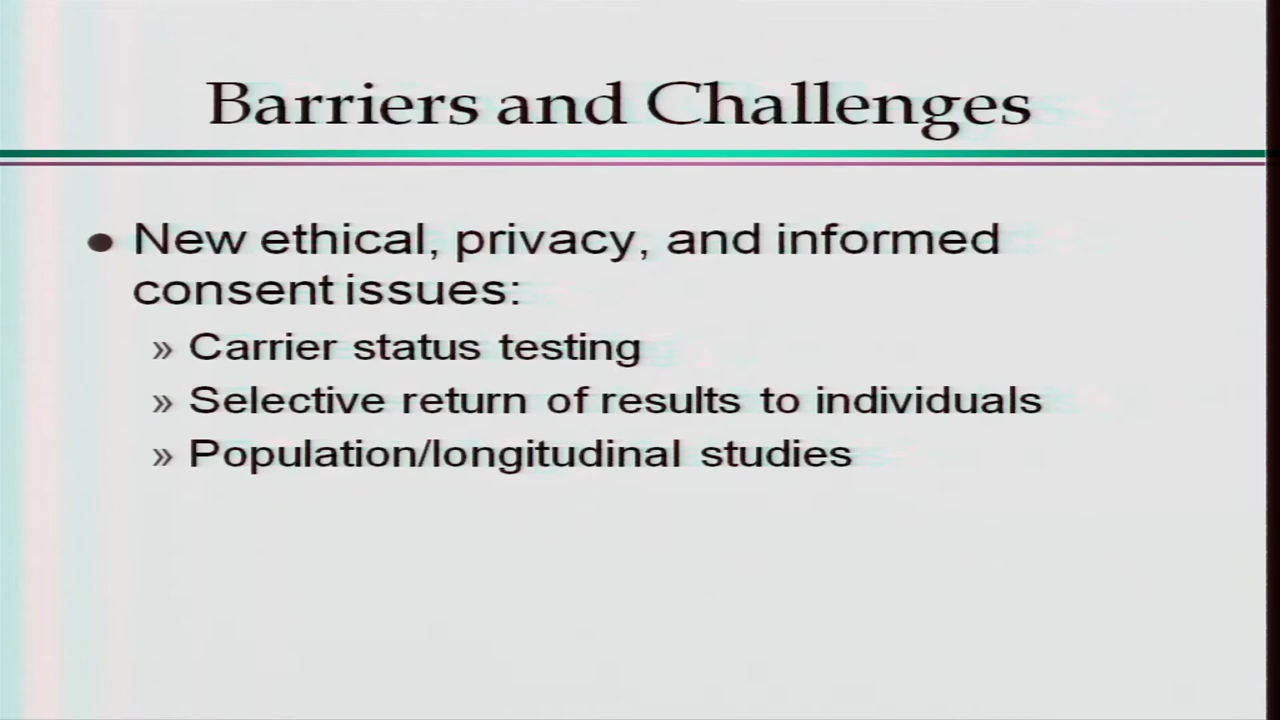 Barriers and Challenges
● New ethical, privacy, and informed
consent issues:
» Carrier status testing
» Selective return of results to individuals
» Population/longitudinal studies